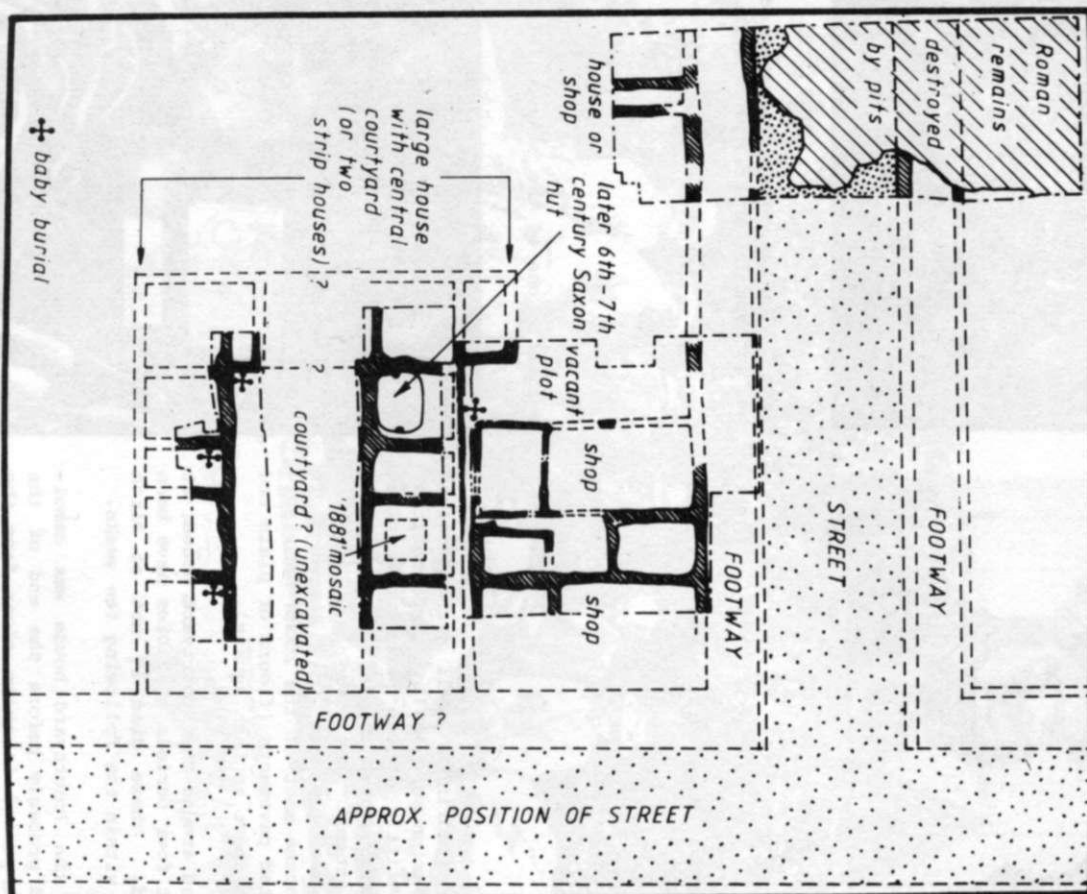 Roman
remains
destroyed
by pits
FOOTWAY
STREET
FOOTWAY
house or
shop
later 6th-7th
century Saxon
hut
vacant
plot
shop
shop
large house
with central
courtyard
(or two
strip houses) ?
?
'1881' mosaic
courtyard ? (unexcavated)
baby burial
FOOTWAY ?
APPROX. POSITION OF STREET